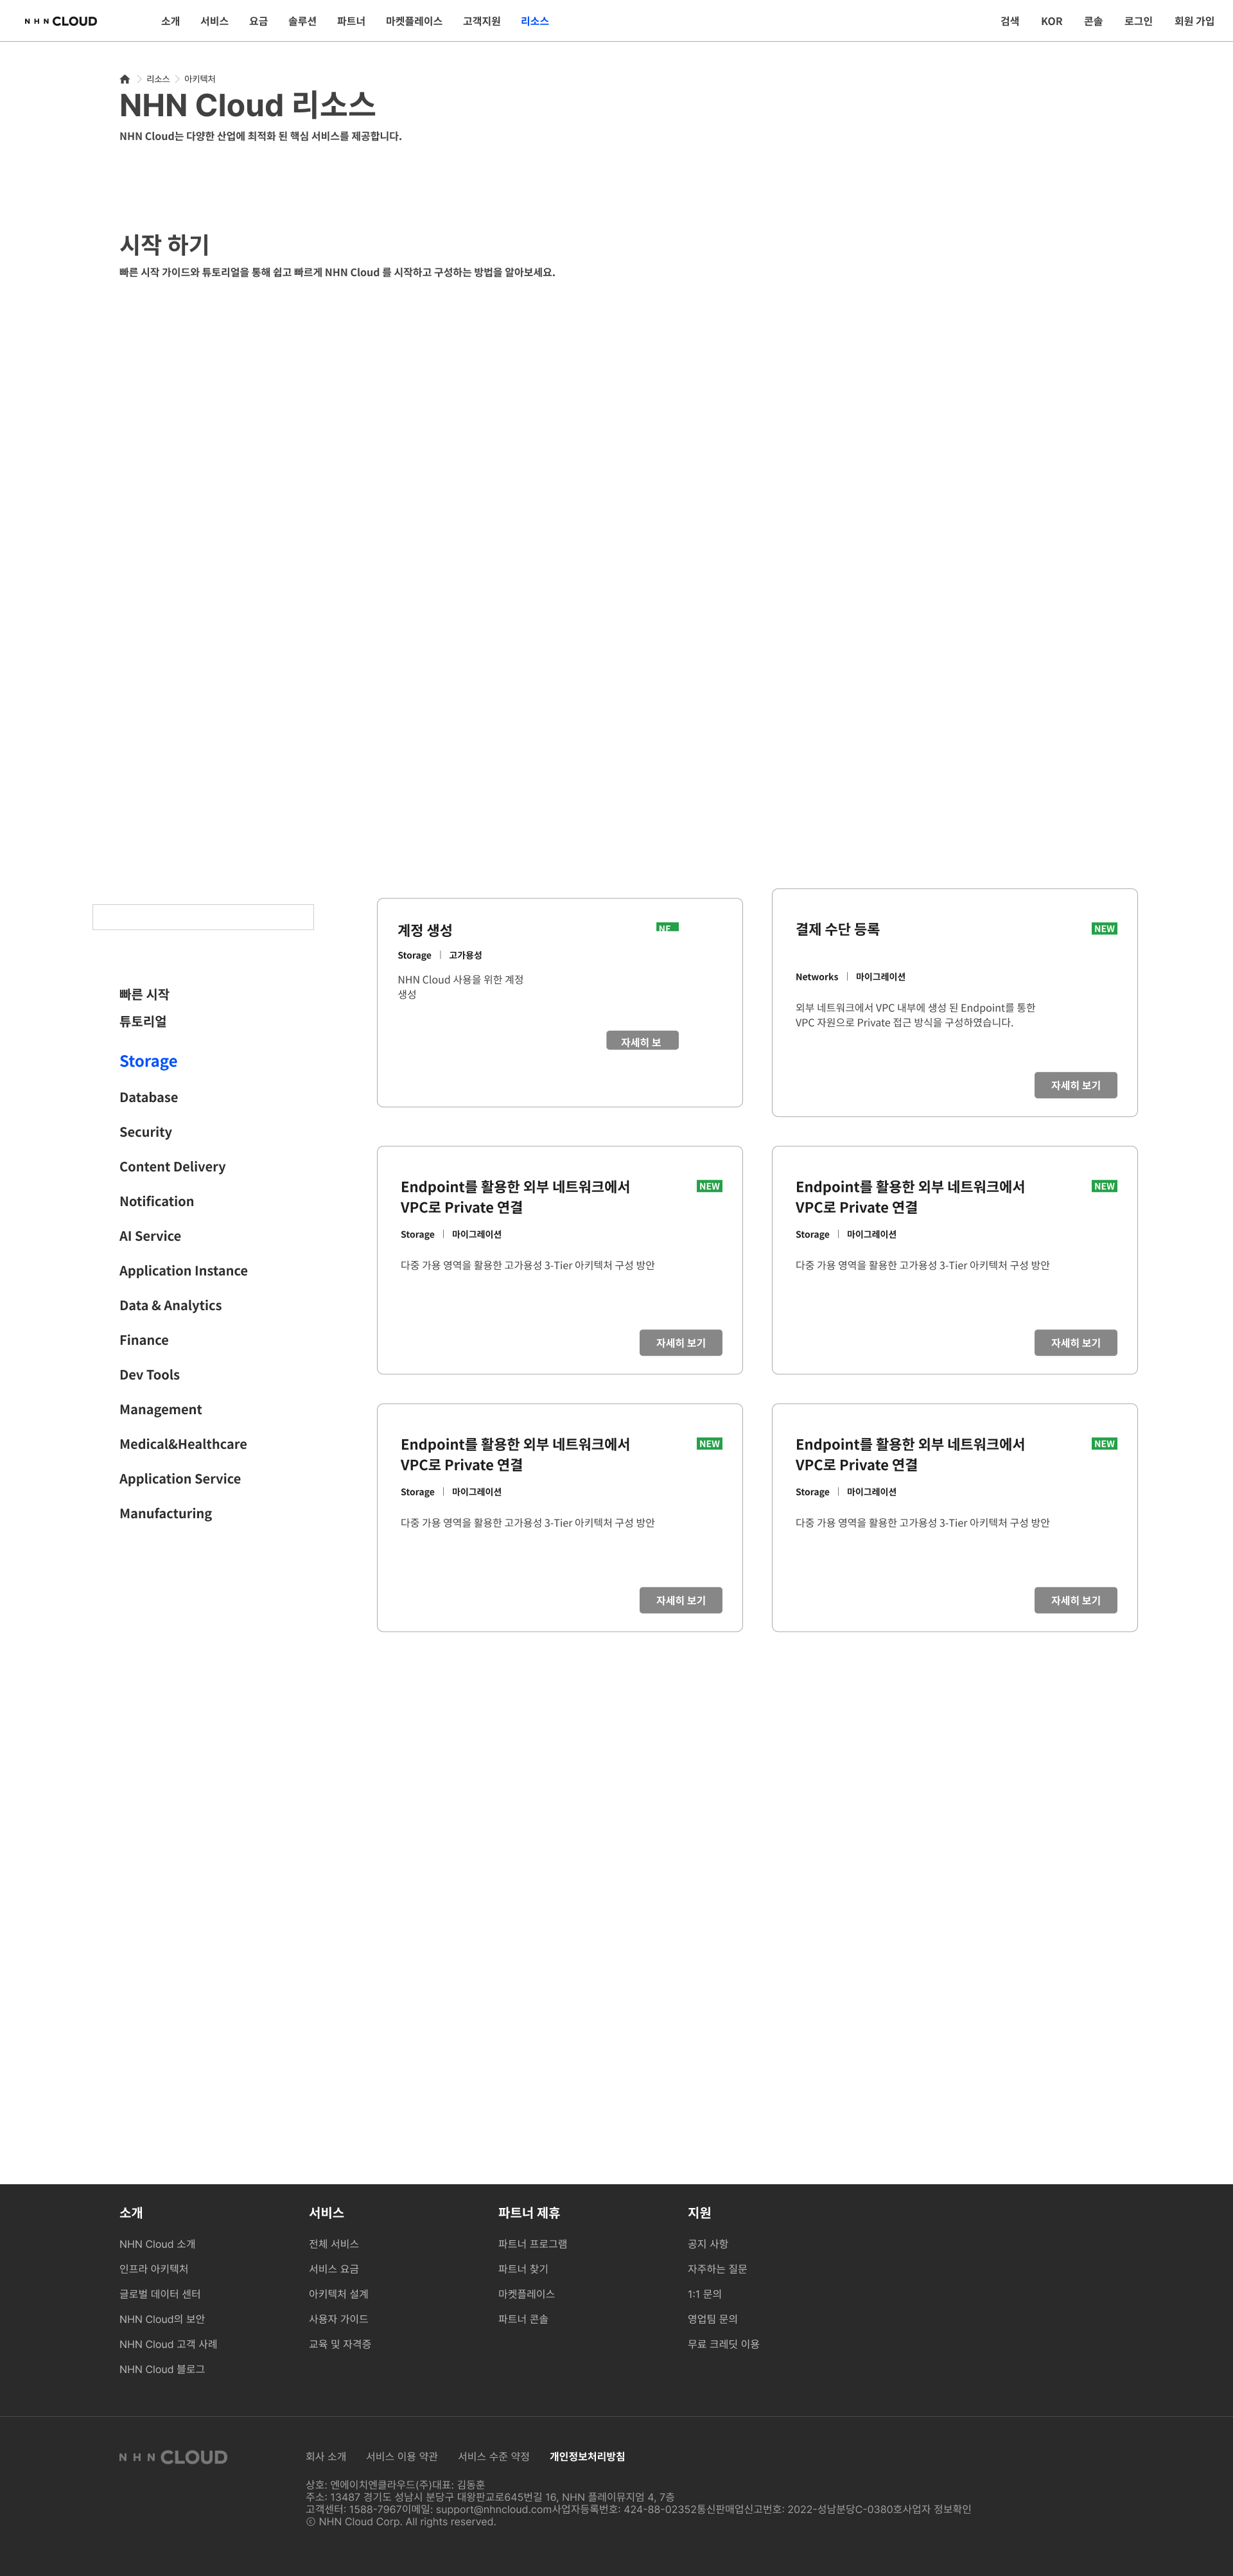 NHN CLOUD
소개 서비스 요금 솔루션 파트너 마켓플레이스 고객지원 리소스 검색 KOR 콘솔 로그인 회원 가입
리소스 아키텍처
NHN Cloud 리소스
NHN Cloud는 다양한 산업에 최적화 된 핵심 서비스를 제공합니다.
시작 하기
빠른 시작 가이드와 튜토리얼을 통해 쉽고 빠르게 NHN Cloud 를 시작하고 구성하는 방법을 알아보세요.
빠른 시작
튜토리얼
Storage
Database
Security
Content Delivery
Notification
AI Service
Application Instance
Data & Analytics
Finance
Dev Tools
Management
Medical&Healthcare
Application Service
Manufacturing
계정 생성 NE
Storage 고가용성
NHN Cloud 사용을 위한 계정
생성
자세히 보
결제 수단 등록 NEW
Networks 마이그레이션
외부 네트워크에서 VPC 내부에 생성 된 Endpoint를 통한
VPC 자원으로 Private 접근 방식을 구성하였습니다.
자세히 보기
Endpoint를 활용한 외부 네트워크에서 NEW
VPC로 Private 연결
Storage 마이그레이션
다중 가용 영역을 활용한 고가용성 3-Tier 아키텍처 구성 방안
자세히 보기
Endpoint를 활용한 외부 네트워크에서 NEW
VPC로 Private 연결
Storage 마이그레이션
다중 가용 영역을 활용한 고가용성 3-Tier 아키텍처 구성 방안
자세히 보기
Endpoint를 활용한 외부 네트워크에서 NEW
VPC로 Private 연결
Storage 마이그레이션
다중 가용 영역을 활용한 고가용성 3-Tier 아키텍처 구성 방안
자세히 보기
Endpoint를 활용한 외부 네트워크에서 NEW
VPC로 Private 연결
Storage 마이그레이션
다중 가용 영역을 활용한 고가용성 3-Tier 아키텍처 구성 방안
자세히 보기
소개
NHN Cloud 소개
인프라 아키텍처
글로벌 데이터 센터
NHN Cloud의 보안
NHN Cloud 고객 사례
NHN Cloud 블로그
서비스
전체 서비스
서비스 요금
아키텍처 설계
사용자 가이드
교육 및 자격증
파트너 제휴
파트너 프로그램
파트너 찾기
마켓플레이스
파트너 콘솔
지원
공지 사항
자주하는 질문
1:1 문의
영업팀 문의
무료 크레딧 이용
NHN CLOUD
회사 소개 서비스 이용 약관 서비스 수준 약정 개인정보처리방침
상호: 엔에이치엔클라우드(주)대표: 김동훈
주소: 13487 경기도 성남시 분당구 대왕판교로645번길 16, NHN 플레이뮤지엄 4, 7층
고객센터: 1588-7967이메일: support@nhncloud.com사업자등록번호: 424-88-02352통신판매업신고번호: 2022-성남분당C-0380호사업자 정보확인
ⓒ NHN Cloud Corp. All rights reserved.